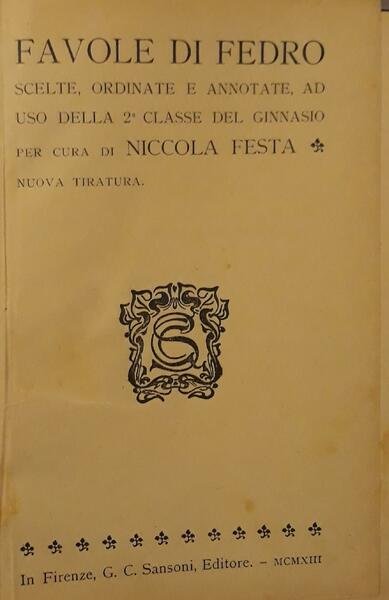 FAVOLE DI FEDRO
SCELTE, ORDINATE E ANNOTATE, AD
USO DELLA 2ª CLASSE DEL GINNASIO
PER CURA DI NICCOLA FESTA
NUOVA TIRATURA.
In Firenze, G. C. Sansoni, Editore. – MCMXIII